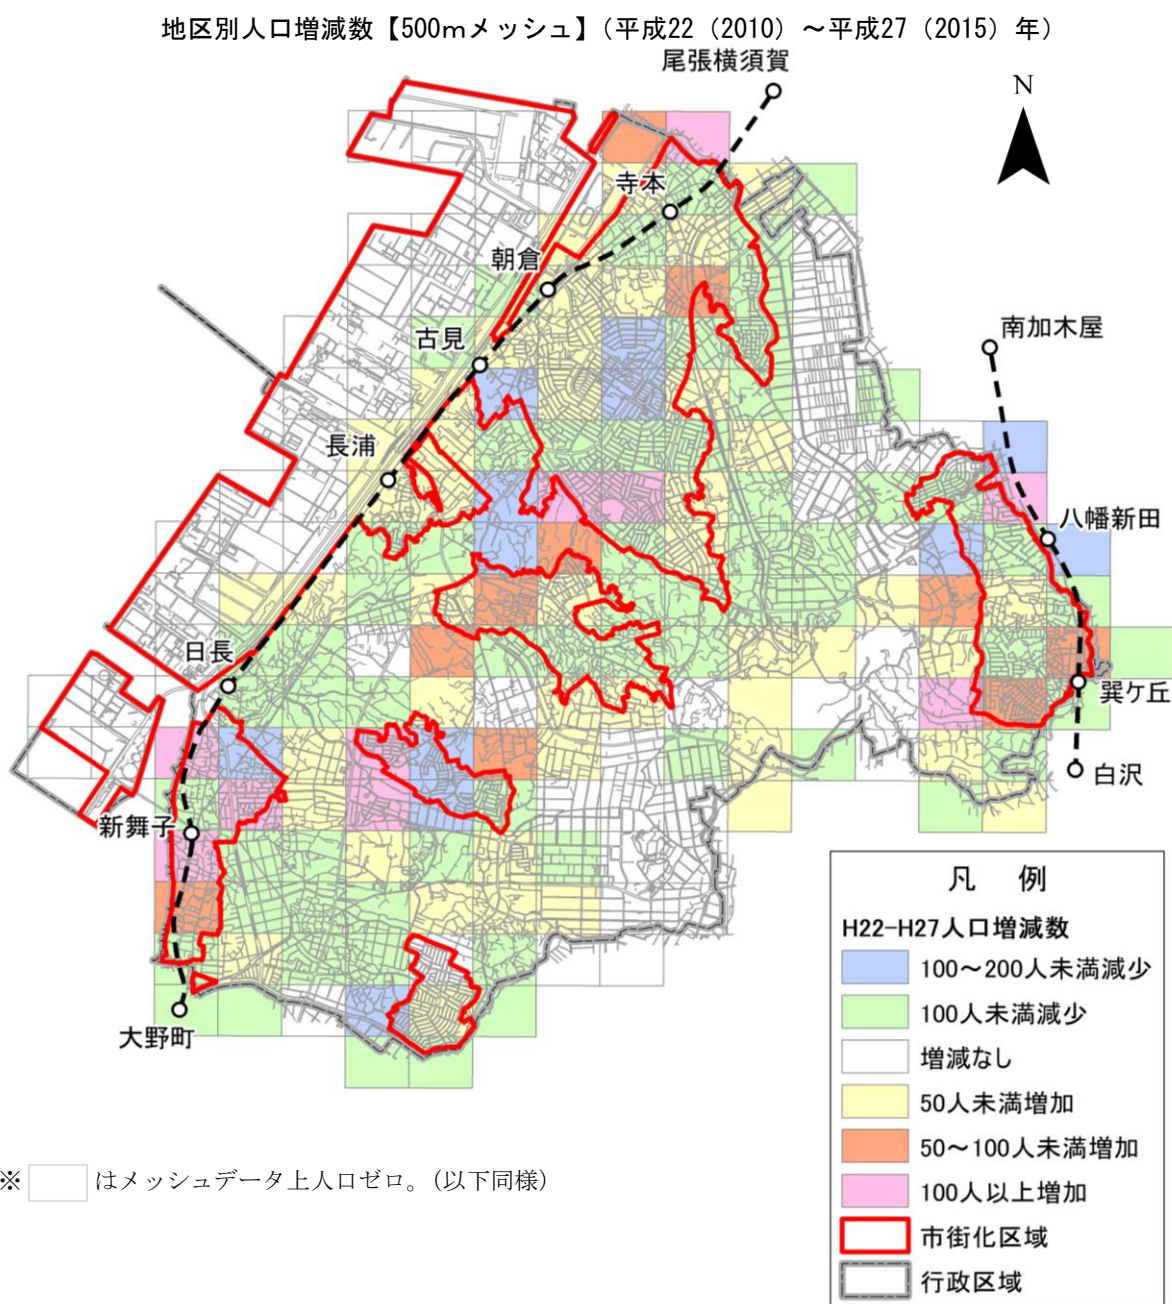 地区別人口増減数【500mメッシュ】(平成22(2010)～平成27(2015)年)
尾張横須賀
N
寺本
朝倉
古見
南加木屋
長浦
八幡新田
日長
巽ケ丘
白沢
新舞子
大野町
凡 例
H22-H27人口増減数
100～200人未満減少
100人未満減少
増減なし
50人未満増加
50～100人未満増加
100人以上増加
市街化区域
行政区域
※ はメッシュデータ上人口ゼロ。(以下同様)